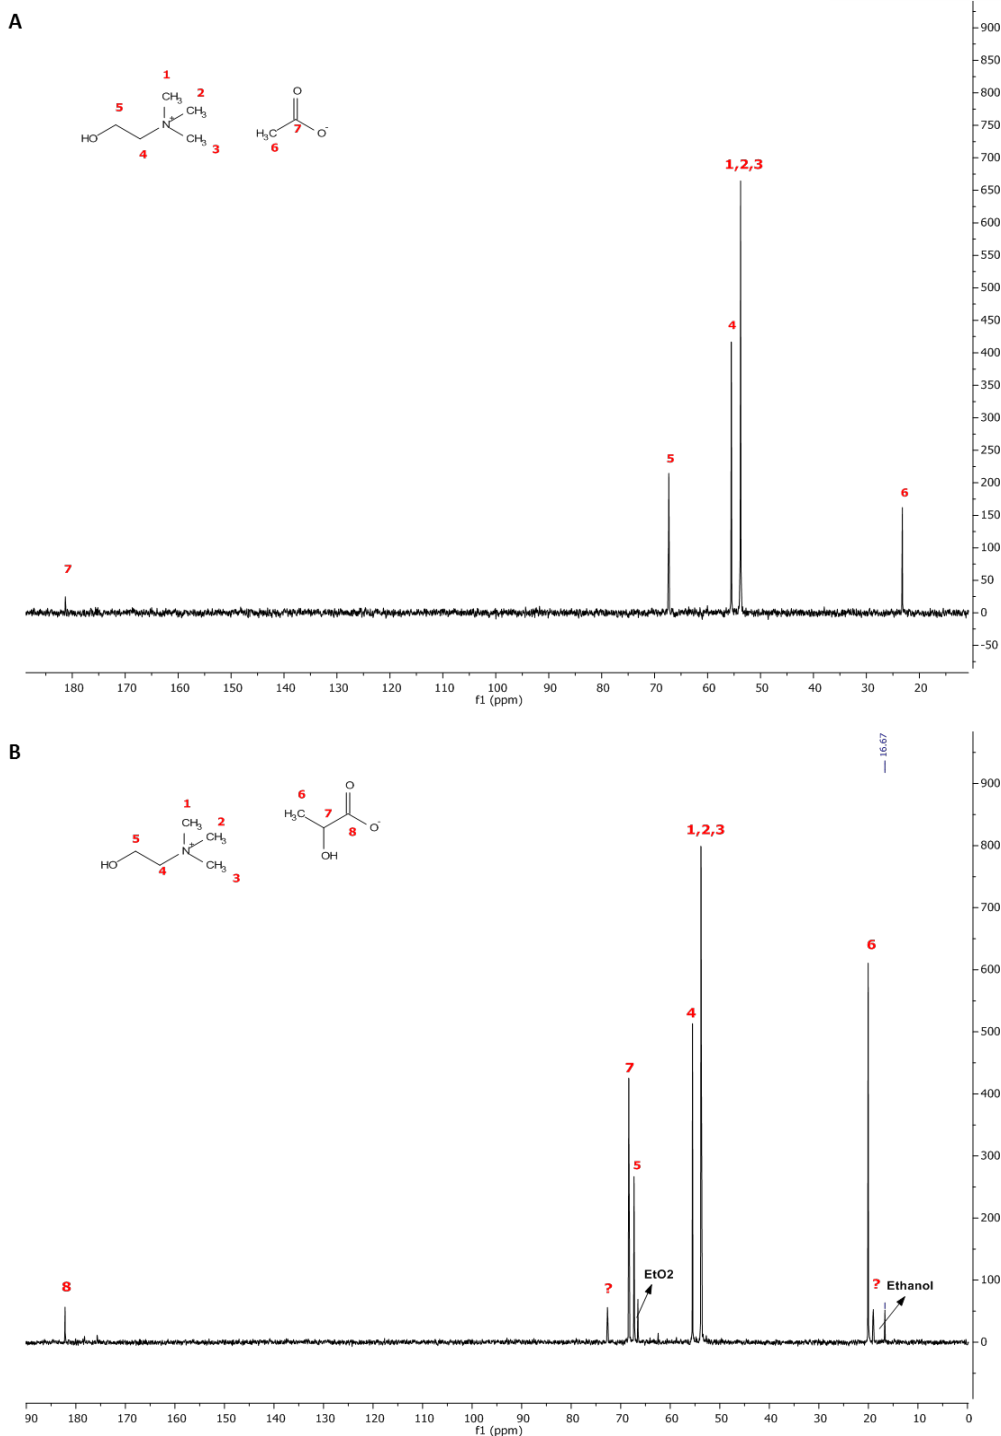 A
900
850
800
750
700
650
600
550
500
450
400
350
300
250
200
150
100
50
0
-50
1
2
5
CH₃
CH₃
N⁺
HO
CH₃
4
3
O
H₃C
7
O⁻
6
1,2,3
4
5
6
7
180 170 160 150 140 130 120 110 100 90 80 70 60 50 40 30 20
f1 (ppm)
B
16.67
900
800
700
600
500
400
300
200
100
0
1
2
5
CH₃
CH₃
N⁺
HO
CH₃
4
3
6
O
H₃C
7
8
O⁻
OH
1,2,3
6
4
7
5
EtO2
?
?
Ethanol
8
90 180 170 160 150 140 130 120 110 100 90 80 70 60 50 40 30 20 10 0
f1 (ppm)